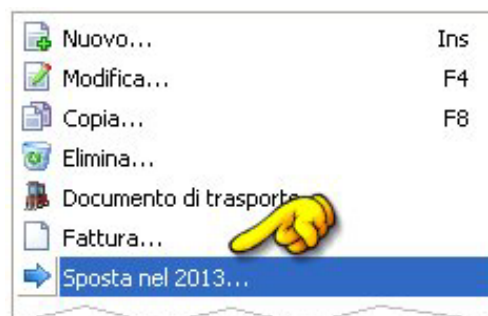 Nuovo... Ins
Modifica... F4
Copia... F8
Elimina...
Documento di trasporto...
Fattura...
Sposta nel 2013...